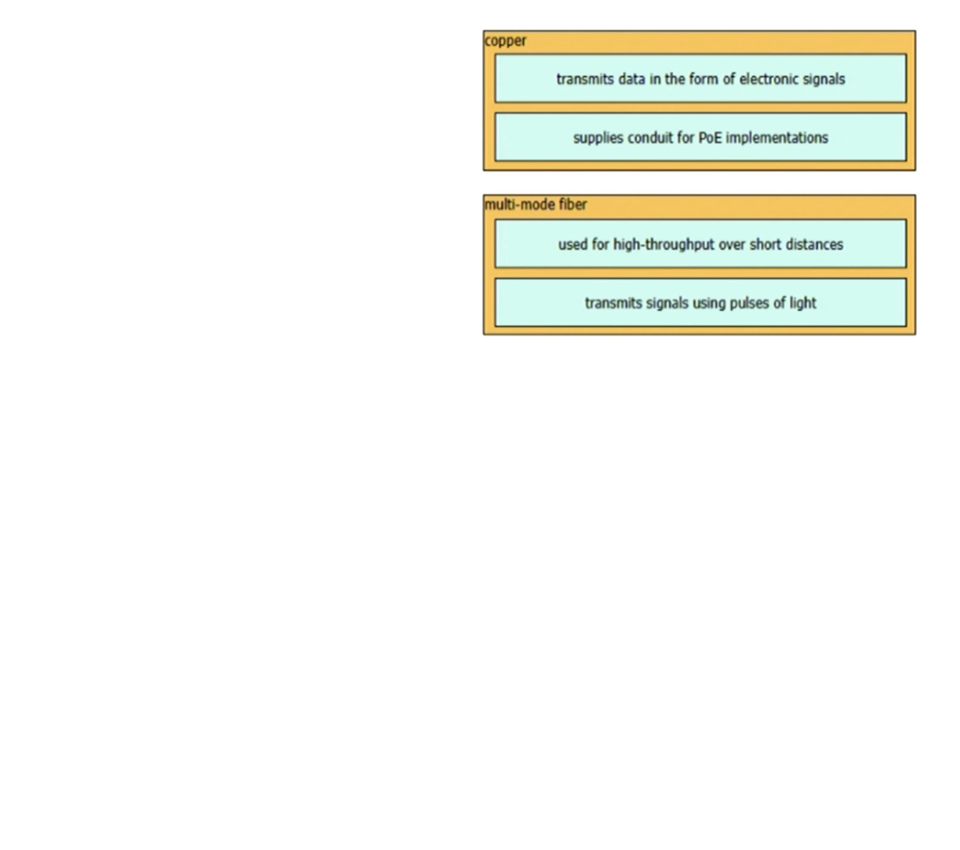 copper
transmits data in the form of electronic signals
supplies conduit for PoE implementations
multi-mode fiber
used for high-throughput over short distances
transmits signals using pulses of light